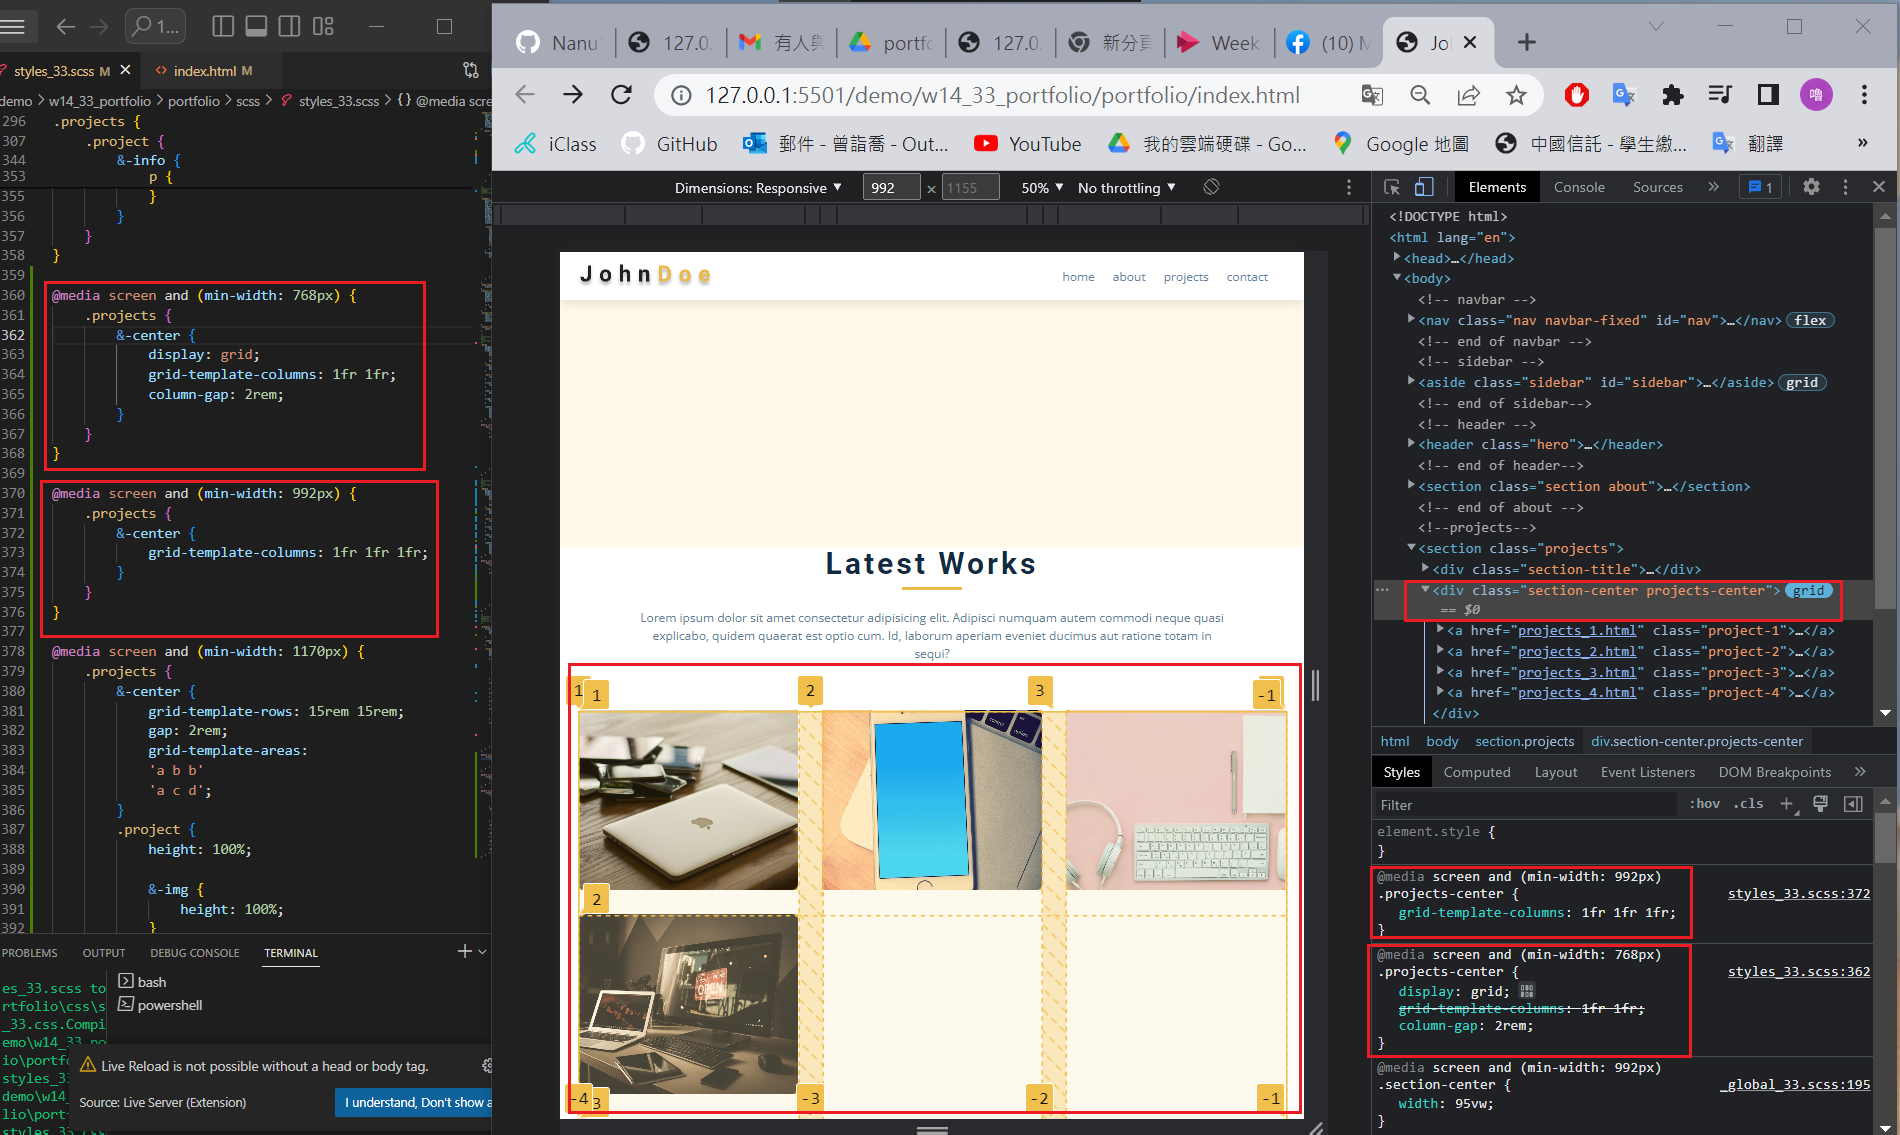 1...
styles_33.scss M
index.html M
demo > w14_33_portfolio > portfolio > scss > styles_33.scss > {} @media scre
296 .projects {
307 .project {
344 &-info {
353 p {
355 }
356 }
357 }
358 }
359
360 @media screen and (min-width: 768px) {
361 .projects {
362 &-center {
363 display: grid;
364 grid-template-columns: 1fr 1fr;
365 column-gap: 2rem;
366 }
367 }
368 }
369
370 @media screen and (min-width: 992px) {
371 .projects {
372 &-center {
373 grid-template-columns: 1fr 1fr 1fr;
374 }
375 }
376 }
377
378 @media screen and (min-width: 1170px) {
379 .projects {
380 &-center {
381 grid-template-rows: 15rem 15rem;
382 gap: 2rem;
383 grid-template-areas:
384 'a b b'
385 'a c d';
386 }
387 .project {
388 height: 100%;
389
390 &-img {
391 height: 100%;
392 }
PROBLEMS OUTPUT DEBUG CONSOLE TERMINAL
es_33.scss to
rtfolio\css\s
_33.css.Compi
emo\w14_33_po
io\portf
styles_3
demo\w14
lio\port
styles_33.css
bash
powershell
Live Reload is not possible without a head or body tag.
Source: Live Server (Extension)
I understand, Don't show a
Nanu
127.0.
有人與
portfo
127.0.
新分頁
Week
(10) M
Jo
127.0.0.1:5501/demo/w14_33_portfolio/portfolio/index.html
嚕
iClass
GitHub
郵件 - 曾詣喬 - Out...
YouTube
我的雲端硬碟 - Go...
Google 地圖
中國信託 - 學生繳...
翻譯
»
Dimensions: Responsive ▼ 992 × 1155 50% ▼ No throttling ▼
JohnDoe
home about projects contact
Latest Works
Lorem ipsum dolor sit amet consectetur adipisicing elit. Adipisci numquam autem commodi neque quasi
explicabo, quidem quaerat est optio cum. Id, laborum aperiam eveniet ducimus aut ratione totam in
sequi?
1 1 2 3 -1
2
OPEN
-4 3 -3 -2 -1
Elements Console Sources » 1
<!DOCTYPE html>
<html lang="en">
<head>…</head>
<body>
<!-- navbar -->
<nav class="nav navbar-fixed" id="nav">…</nav> flex
<!-- end of navbar -->
<!-- sidebar -->
<aside class="sidebar" id="sidebar">…</aside> grid
<!-- end of sidebar-->
<!-- header -->
<header class="hero">…</header>
<!-- end of header-->
<section class="section about">…</section>
<!-- end of about -->
<!--projects-->
<section class="projects">
<div class="section-title">…</div>
<div class="section-center projects-center"> grid
== $0
<a href="projects_1.html" class="project-1">…</a>
<a href="projects_2.html" class="project-2">…</a>
<a href="projects_3.html" class="project-3">…</a>
<a href="projects_4.html" class="project-4">…</a>
</div>
html body section.projects div.section-center.projects-center
Styles Computed Layout Event Listeners DOM Breakpoints »
Filter :hov .cls +
element.style {
}
@media screen and (min-width: 992px)
.projects-center { styles_33.scss:372
grid-template-columns: 1fr 1fr 1fr;
}
@media screen and (min-width: 768px)
.projects-center { styles_33.scss:362
display: grid;
grid-template-columns: 1fr 1fr;
column-gap: 2rem;
}
@media screen and (min-width: 992px)
.section-center { _global_33.scss:195
width: 95vw;
}